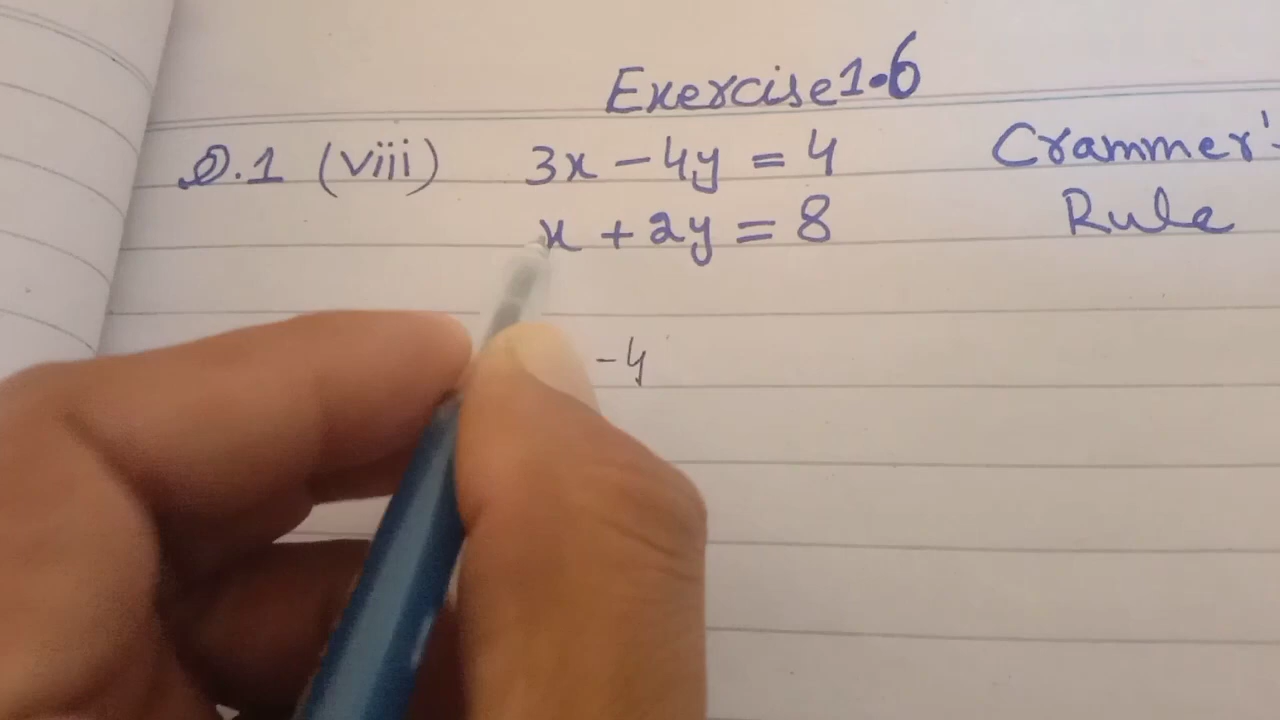 Exercise 1.6
Q.1 (viii) 3x - 4y = 4 Crammer's
x + 2y = 8 Rule
-4